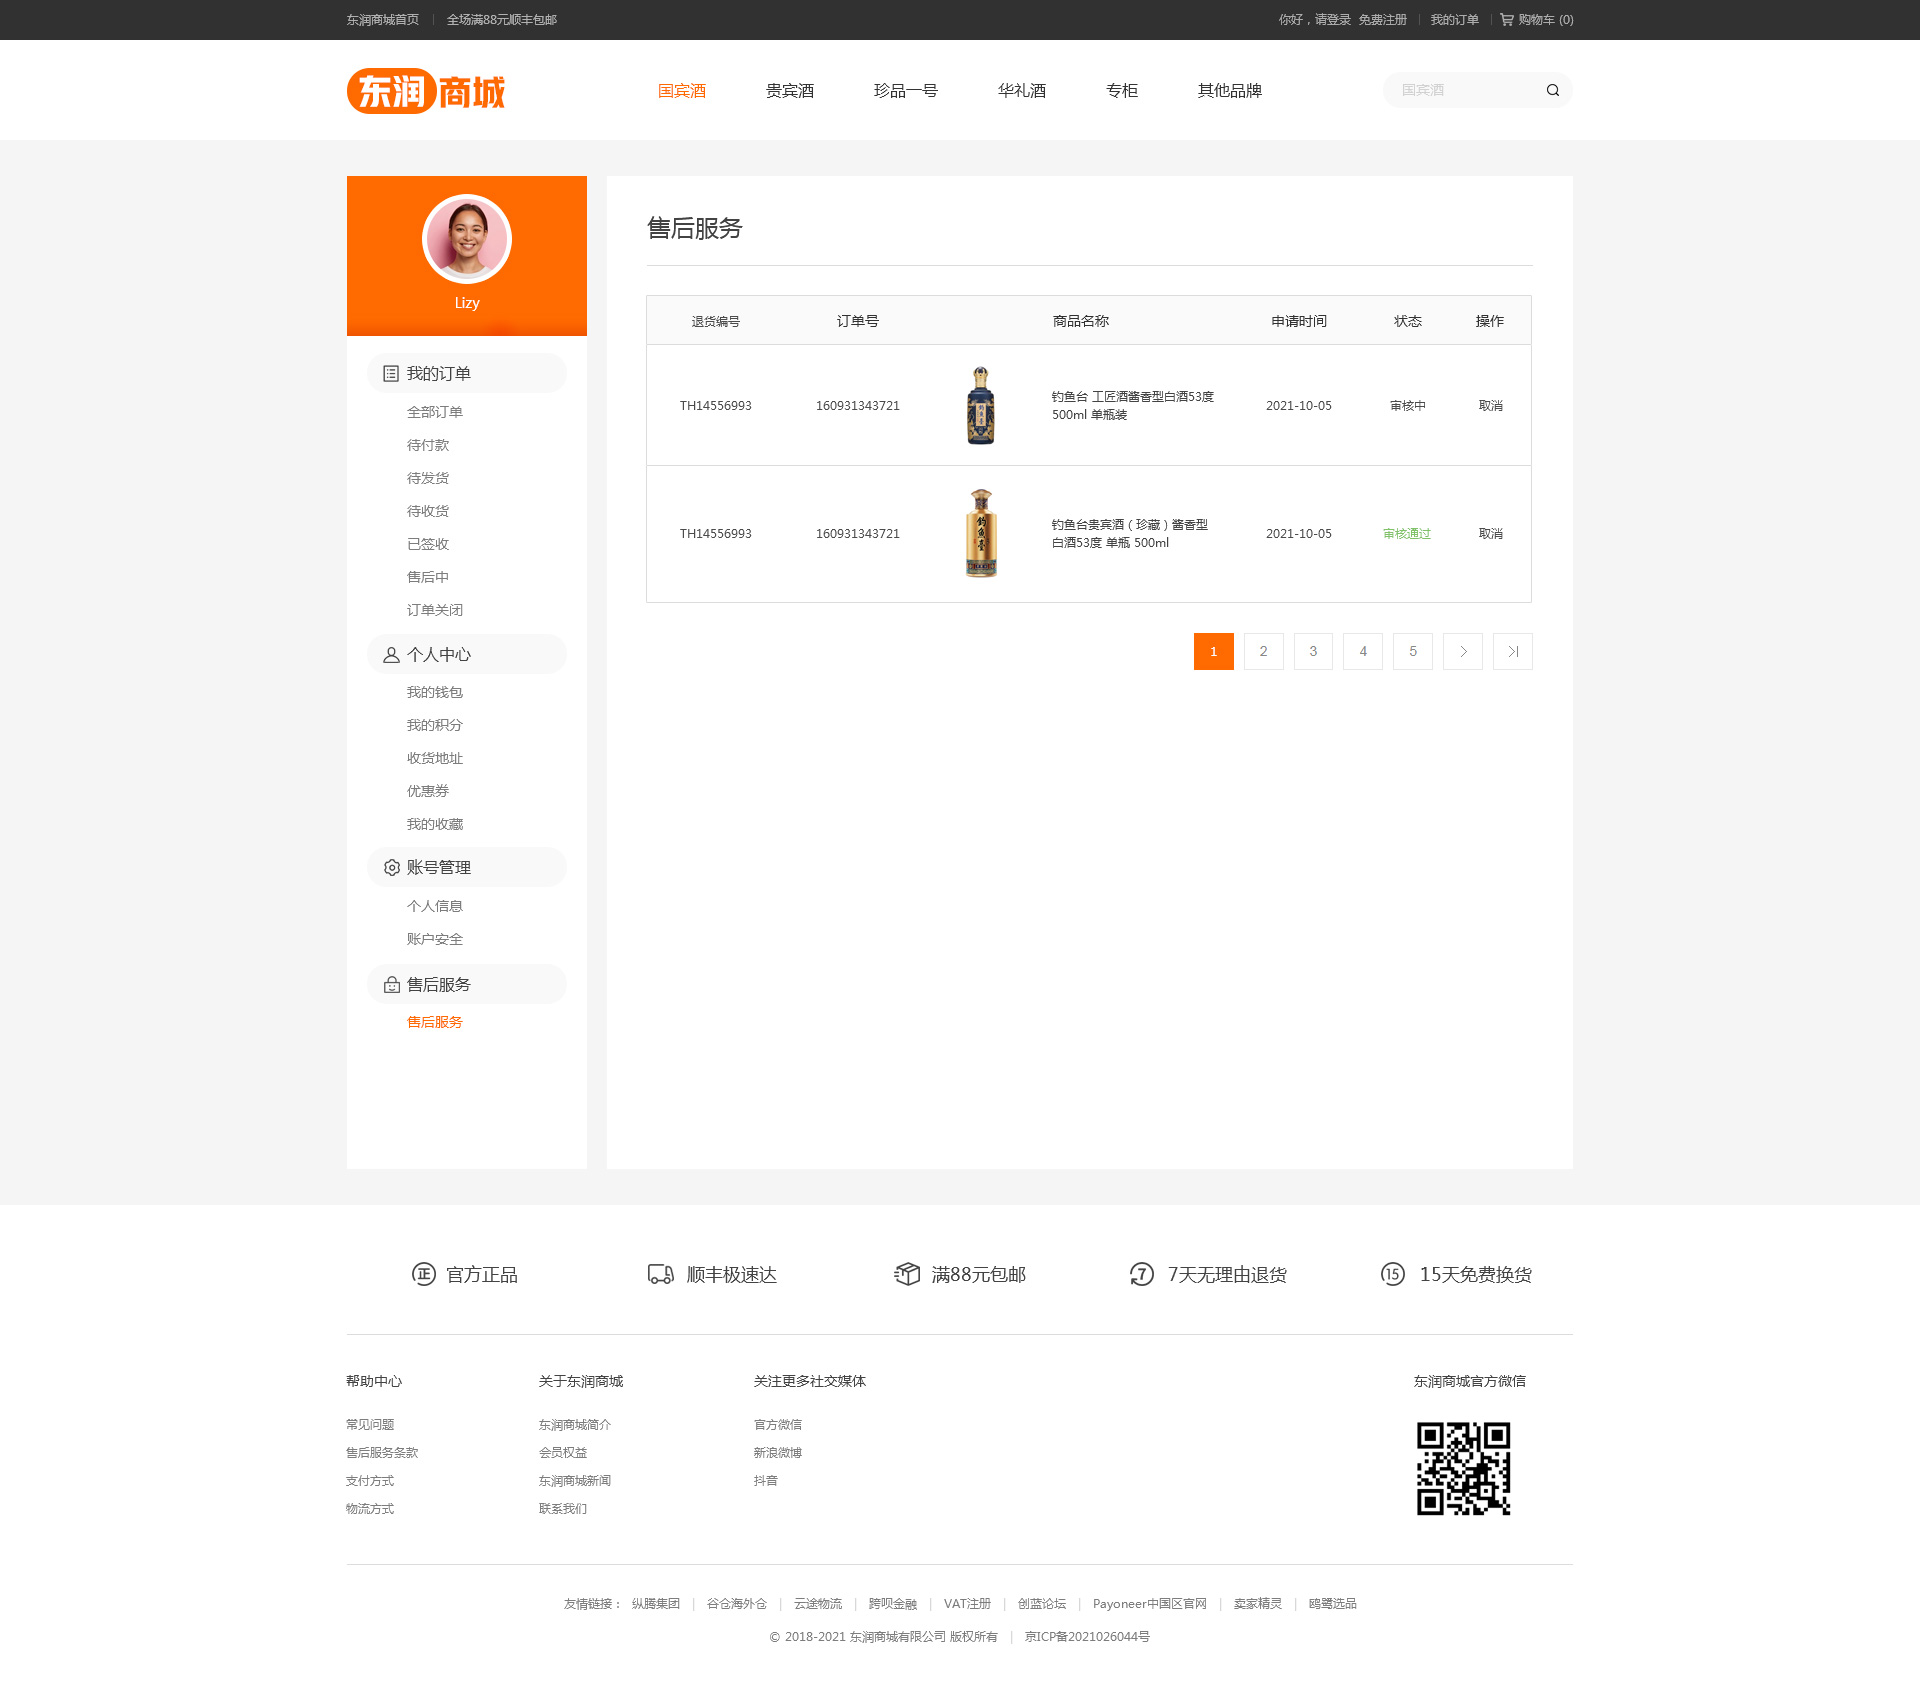 东润商城首页 全场满88元顺丰包邮 你好，请登录 免费注册 我的订单 购物车 (0)
东润商城 国宾酒 贵宾酒 珍品一号 华礼酒 专柜 其他品牌 国宾酒
Lizy
我的订单
全部订单
待付款
待发货
待收货
已签收
售后中
订单关闭
个人中心
我的钱包
我的积分
收货地址
优惠券
我的收藏
账号管理
个人信息
账户安全
售后服务
售后服务
售后服务
退货编号 订单号 商品名称 申请时间 状态 操作
TH14556993 160931343721 钓鱼台 工匠酒酱香型白酒53度 2021-10-05 审核中 取消
500ml 单瓶装
钓魚臺
TH14556993 160931343721 钓鱼台贵宾酒（珍藏）酱香型 2021-10-05 审核通过 取消
白酒53度 单瓶 500ml
钓魚臺
1 2 3 4 5
正 官方正品 顺丰极速达 满88元包邮 7 7天无理由退货 15 15天免费换货
帮助中心
常见问题
售后服务条款
支付方式
物流方式
关于东润商城
东润商城简介
会员权益
东润商城新闻
联系我们
关注更多社交媒体
官方微信
新浪微博
抖音
东润商城官方微信
友情链接： 纵腾集团 | 谷仓海外仓 | 云途物流 | 跨呗金融 | VAT注册 | 创蓝论坛 | Payoneer中国区官网 | 卖家精灵 | 鸥鹭选品
© 2018-2021 东润商城有限公司 版权所有 | 京ICP备2021026044号